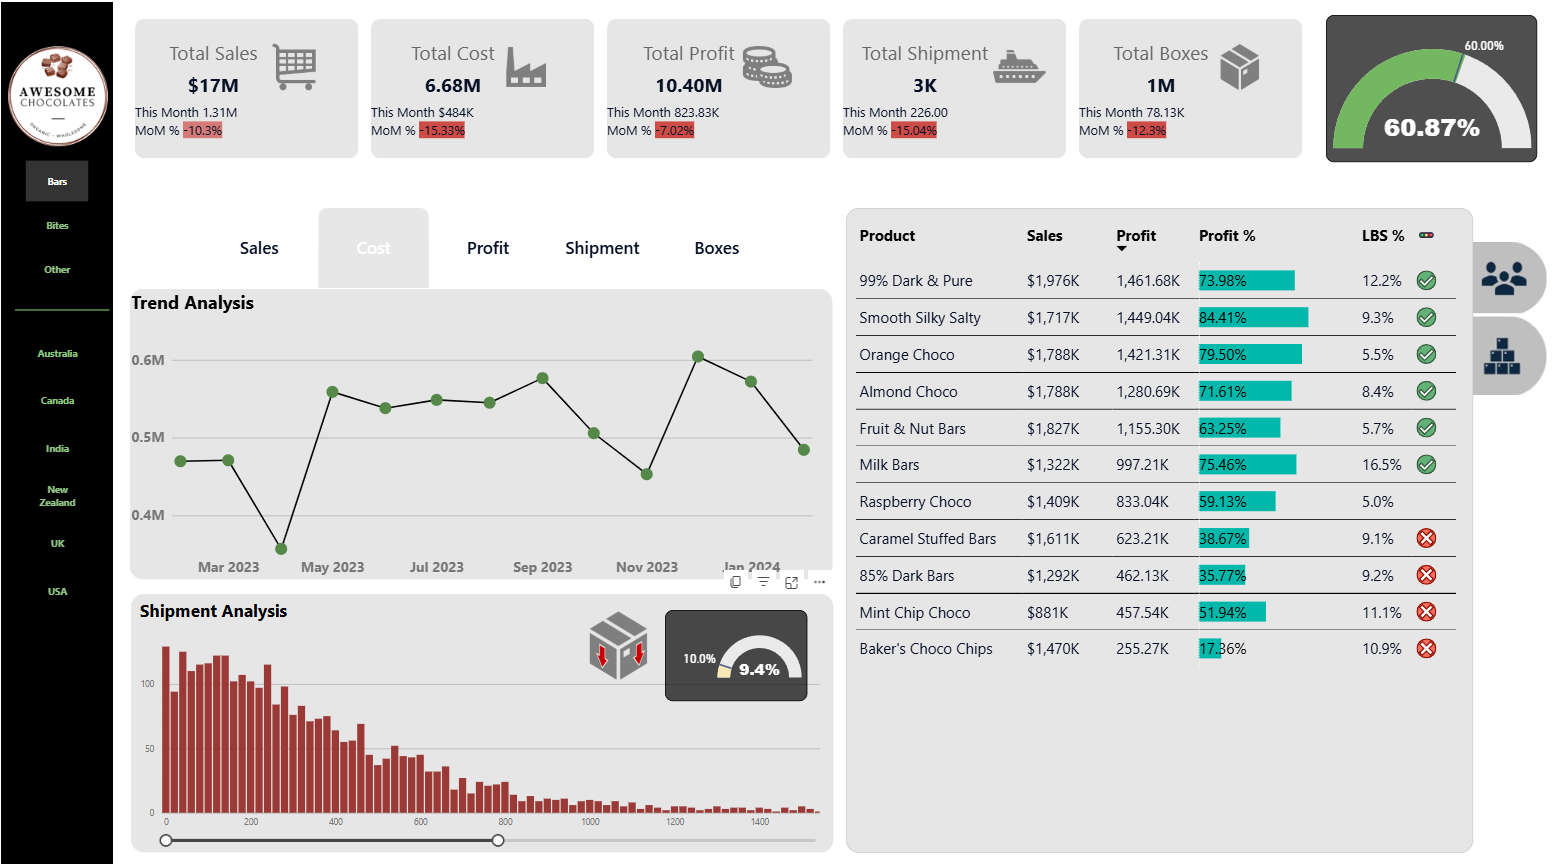 AWESOME
CHOCOLATES
ORGANIC - WHOLESOME
Bars
Bites
Other
Australia
Canada
India
New
Zealand
UK
USA
Total Sales
$17M
This Month 1.31M
MoM % -10.3%
Total Cost
6.68M
This Month $484K
MoM % -15.33%
Total Profit
10.40M
This Month 823.83K
MoM % -7.02%
Total Shipment
3K
This Month 226.00
MoM % -15.04%
Total Boxes
1M
This Month 78.13K
MoM % -12.3%
60.00%
60.87%
Sales Cost Profit Shipment Boxes
Trend Analysis
0.6M
0.5M
0.4M
Mar 2023 May 2023 Jul 2023 Sep 2023 Nov 2023 Jan 2024
Shipment Analysis
10.0%
9.4%
100
50
0
0 200 400 600 800 1000 1200 1400
Product Sales Profit Profit % LBS %
99% Dark & Pure $1,976K 1,461.68K 73.98% 12.2%
Smooth Silky Salty $1,717K 1,449.04K 84.41% 9.3%
Orange Choco $1,788K 1,421.31K 79.50% 5.5%
Almond Choco $1,788K 1,280.69K 71.61% 8.4%
Fruit & Nut Bars $1,827K 1,155.30K 63.25% 5.7%
Milk Bars $1,322K 997.21K 75.46% 16.5%
Raspberry Choco $1,409K 833.04K 59.13% 5.0%
Caramel Stuffed Bars $1,611K 623.21K 38.67% 9.1%
85% Dark Bars $1,292K 462.13K 35.77% 9.2%
Mint Chip Choco $881K 457.54K 51.94% 11.1%
Baker's Choco Chips $1,470K 255.27K 17.36% 10.9%